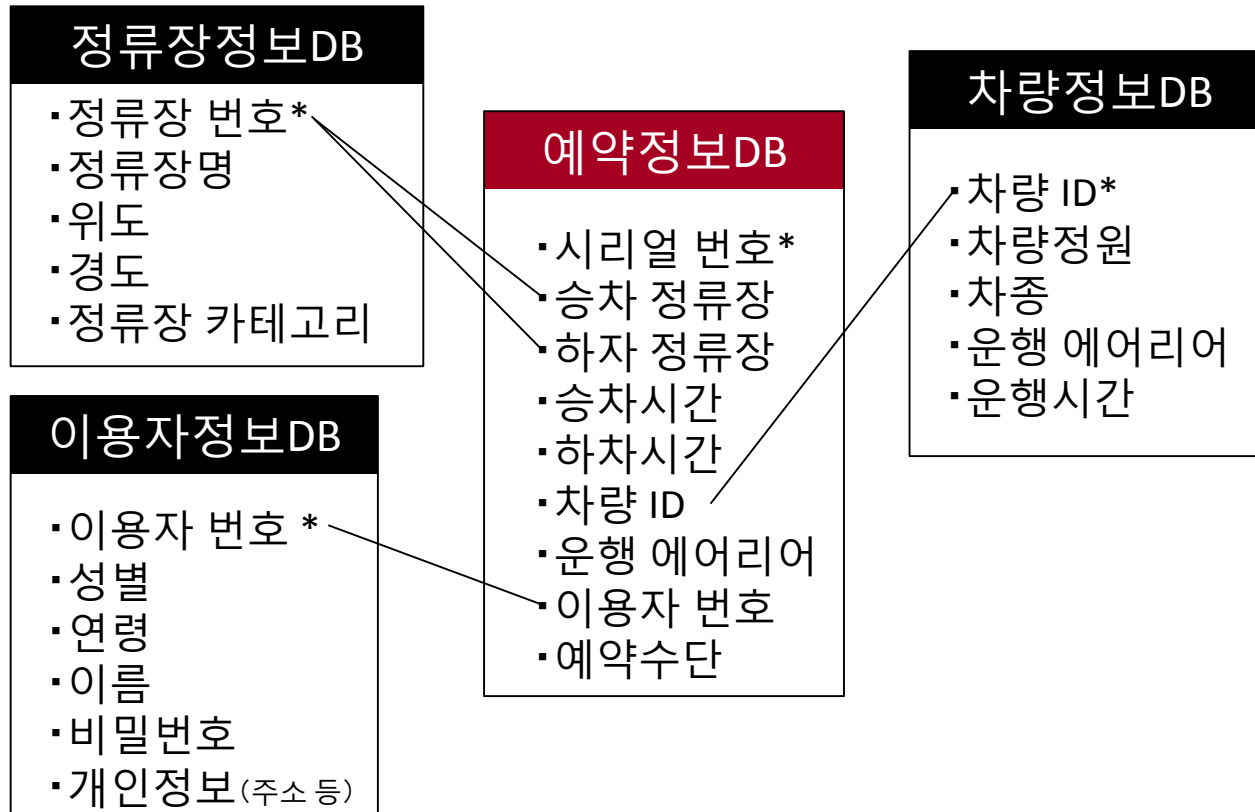 정류장정보DB
▪정류장 번호*
▪정류장명
▪위도
▪경도
▪정류장 카테고리
이용자정보DB
▪이용자 번호 *
▪성별
▪연령
▪이름
▪비밀번호
▪개인정보(주소 등)
예약정보DB
▪시리얼 번호*
▪승차 정류장
▪하자 정류장
▪승차시간
▪하차시간
▪차량 ID
▪운행 에어리어
▪이용자 번호
▪예약수단
차량정보DB
▪차량 ID*
▪차량정원
▪차종
▪운행 에어리어
▪운행시간